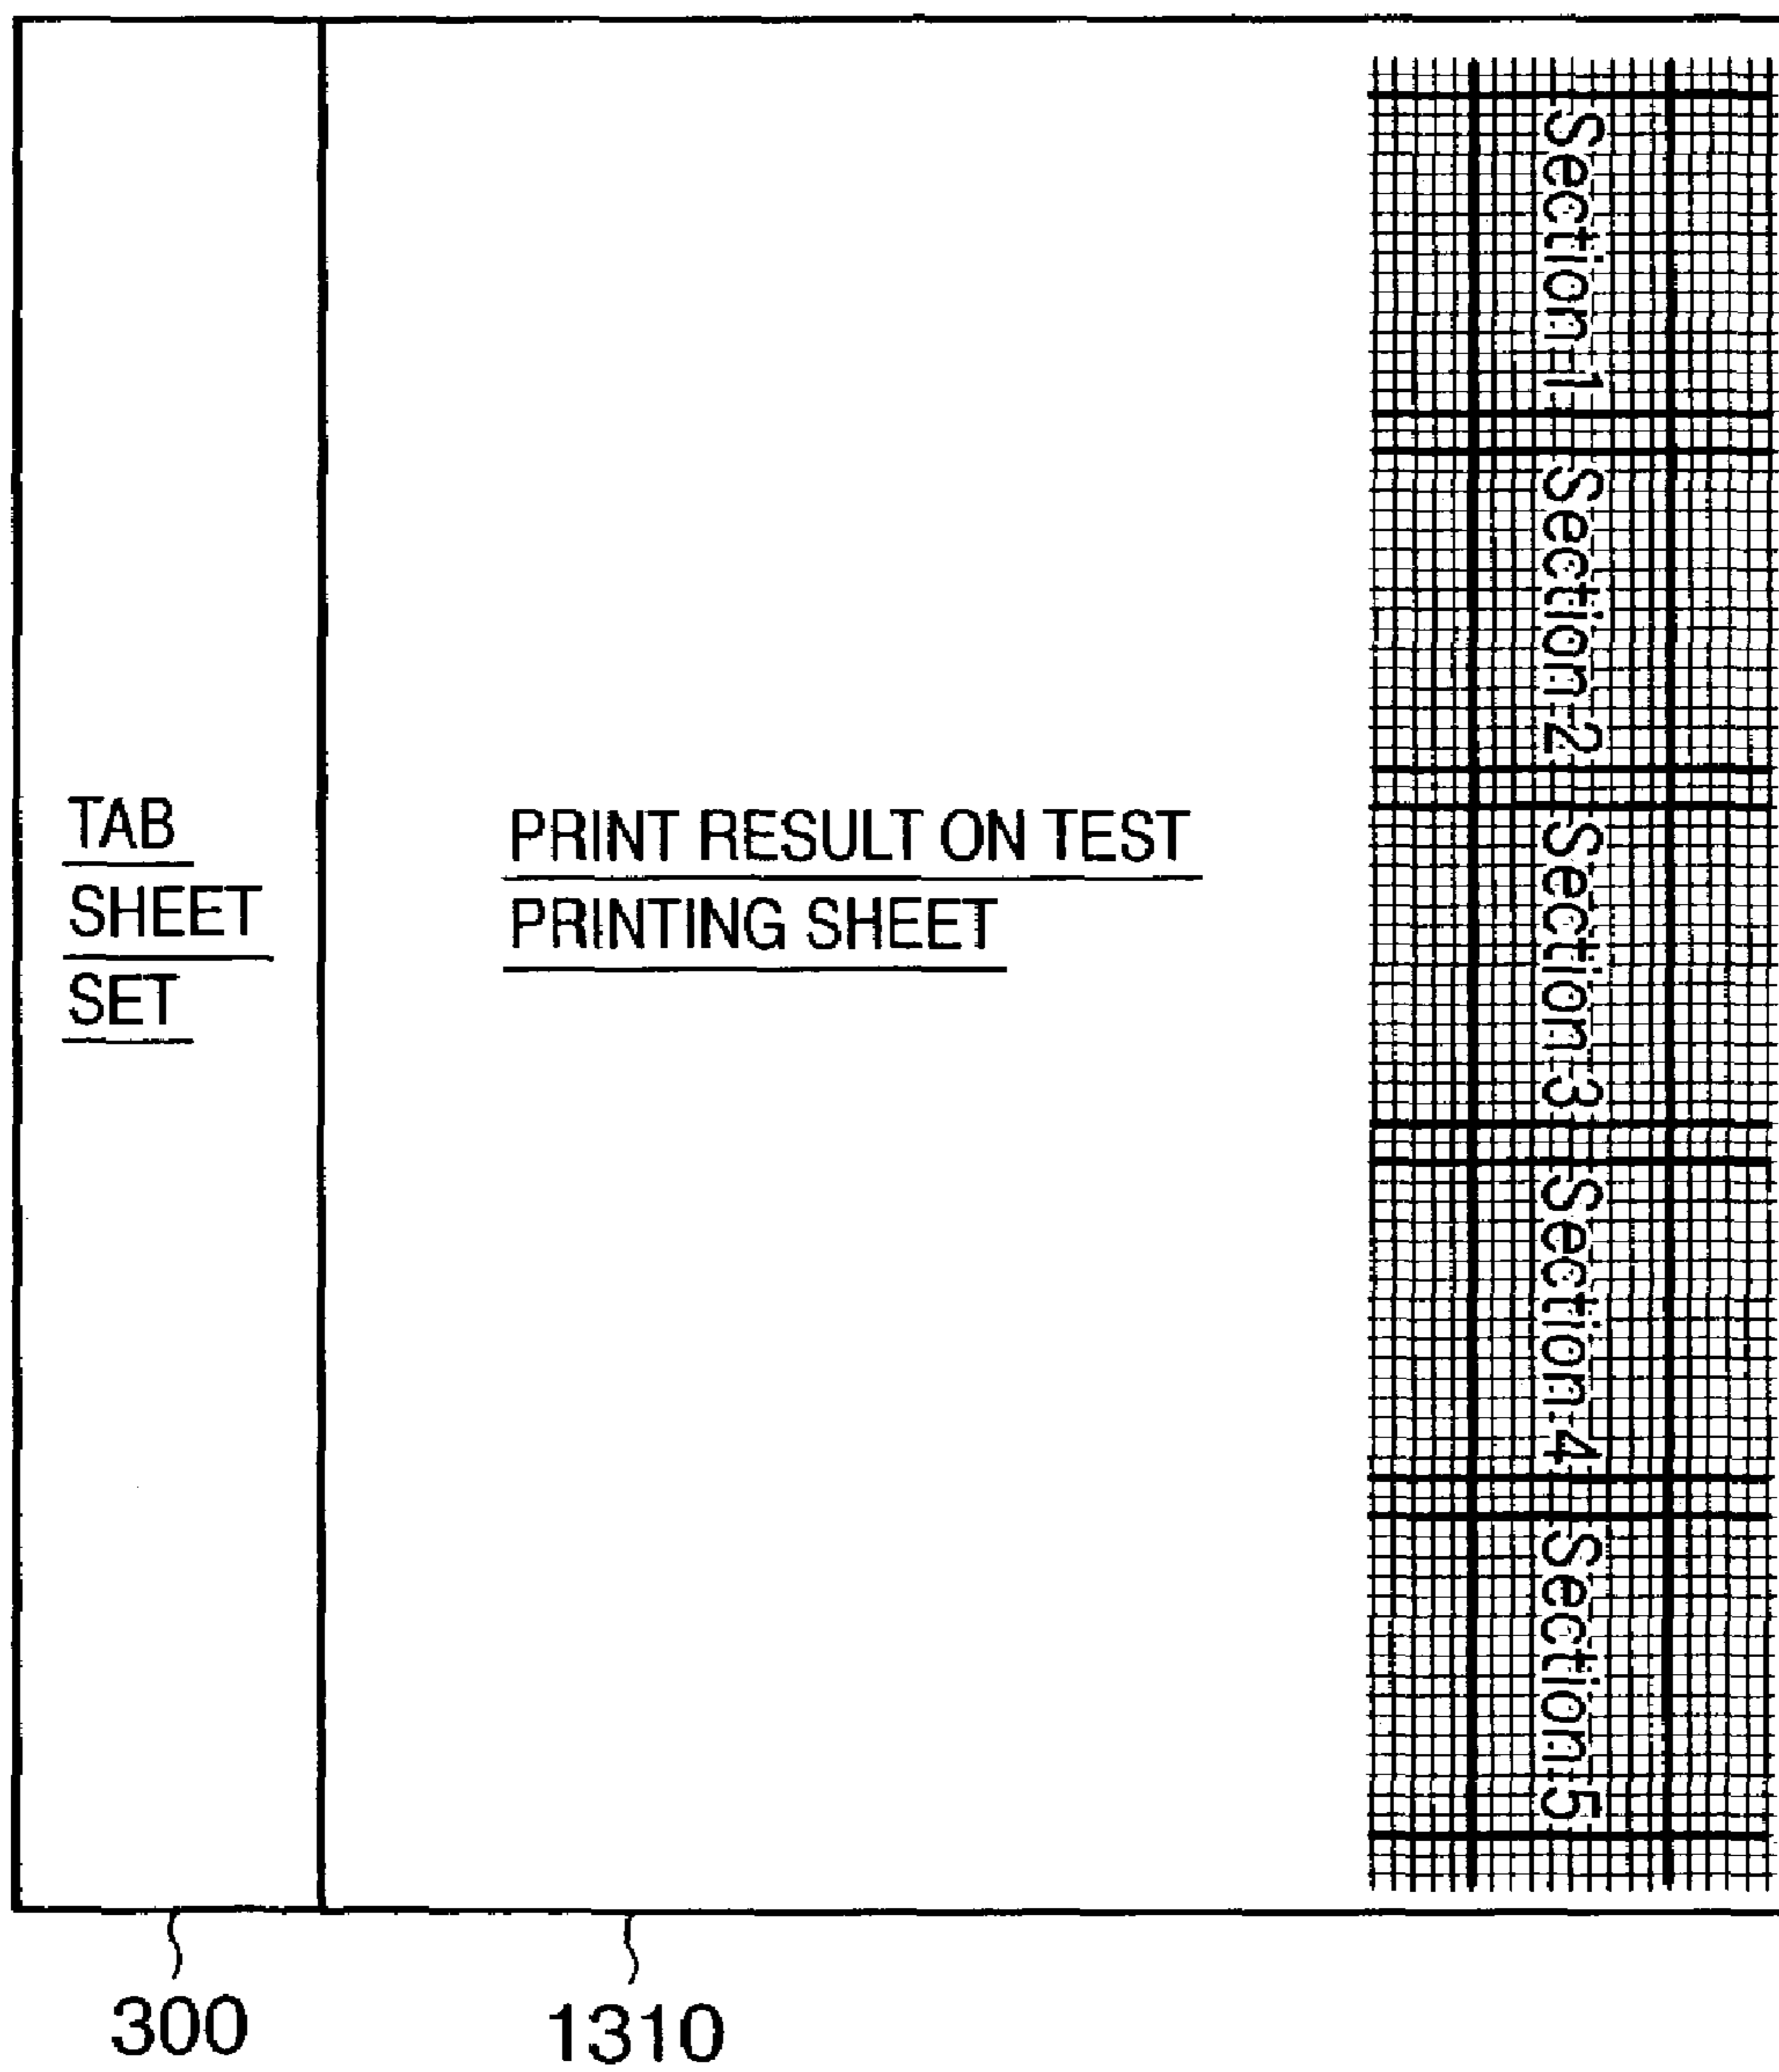 TAB
SHEET
SET
PRINT RESULT ON TEST
PRINTING SHEET
Section 1
Section 2
Section 3
Section 4
Section 5
300
1310